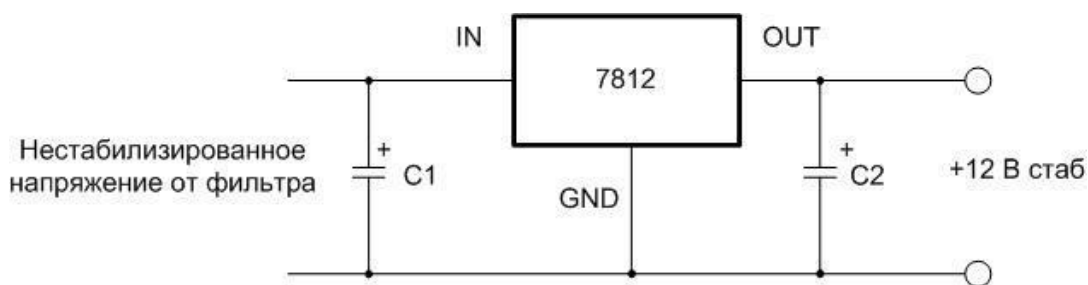 IN
OUT
7812
Нестабилизированное
напряжение от фильтра
+
C1
GND
+
C2
+12 В стаб